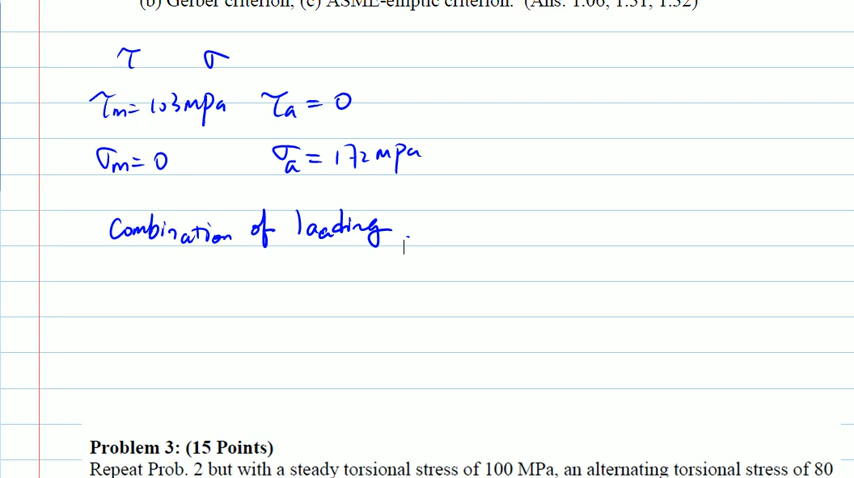 (b) Gerber criterion, (c) ASME-elliptic criterion. (Ans. 1.06, 1.31, 1.32)
τ σ
τm = 103 MPa τa = 0
σm = 0 σa = 172 MPa
Combination of loading.
Problem 3: (15 Points)
Repeat Prob. 2 but with a steady torsional stress of 100 MPa, an alternating torsional stress of 80